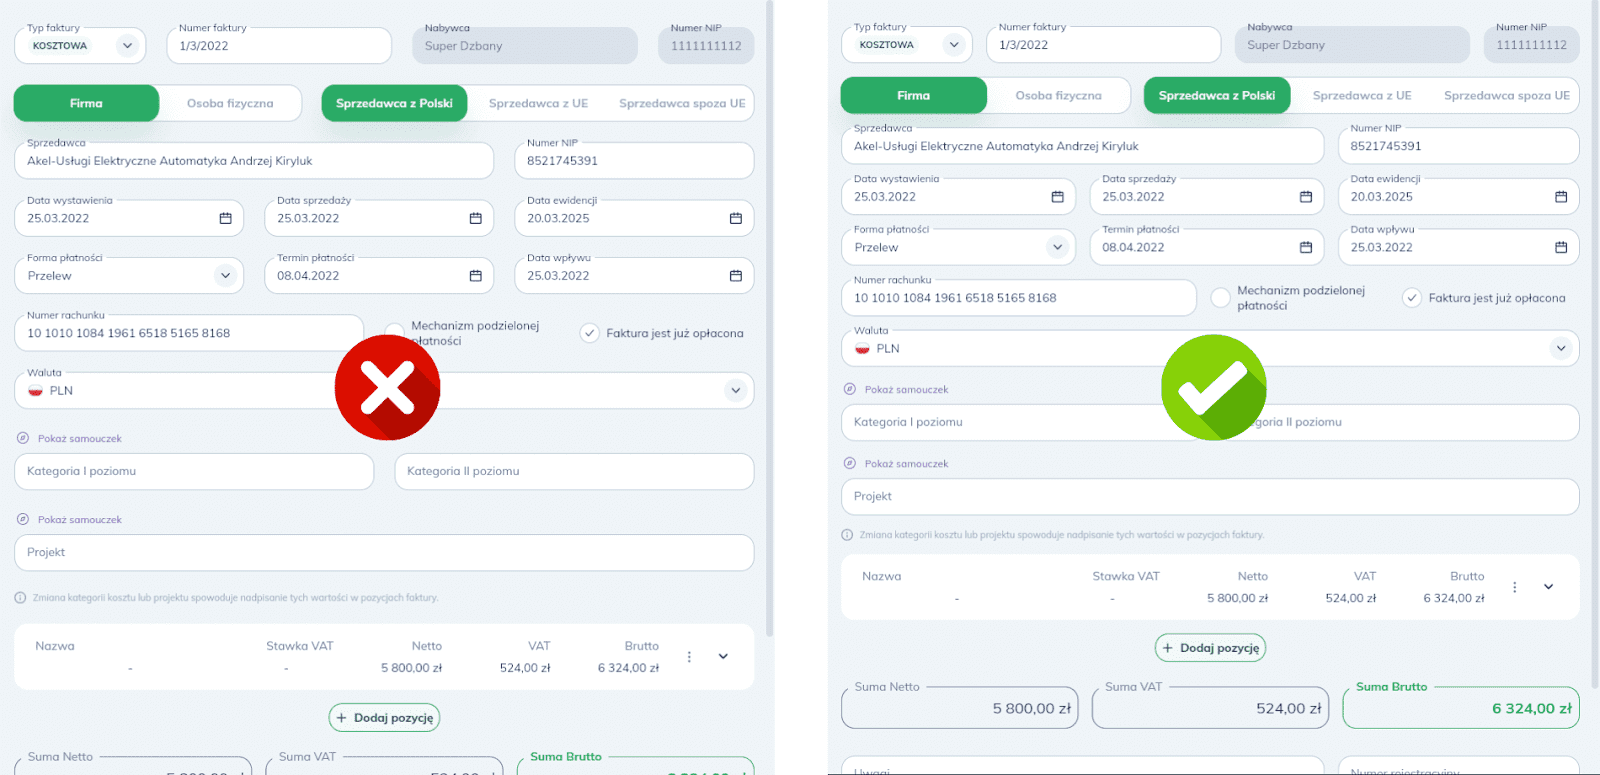 Typ faktury
KOSZTOWA
Numer faktury
1/3/2022
Nabywca
Super Dzbany
Numer NIP
1111111112
Firma
Osoba fizyczna
Sprzedawca z Polski
Sprzedawca z UE
Sprzedawca spoza UE
Sprzedawca
Akel-Usługi Elektryczne Automatyka Andrzej Kiryluk
Numer NIP
8521745391
Data wystawienia
25.03.2022
Data sprzedaży
25.03.2022
Data ewidencji
20.03.2025
Forma płatności
Przelew
Termin płatności
08.04.2022
Data wpływu
25.03.2022
Numer rachunku
10 1010 1084 1961 6518 5165 8168
Mechanizm podzielonej
płatności
Faktura jest już opłacona
Waluta
PLN
Pokaż samouczek
Kategoria I poziomu
Kategoria II poziomu
Pokaż samouczek
Projekt
Zmiana kategorii kosztu lub projektu spowoduje nadpisanie tych wartości w pozycjach faktury.
Nazwa
-
Stawka VAT
-
Netto
5 800,00 zł
VAT
524,00 zł
Brutto
6 324,00 zł
+ Dodaj pozycję
Suma Netto
Suma VAT
Suma Brutto
Typ faktury
KOSZTOWA
Numer faktury
1/3/2022
Nabywca
Super Dzbany
Numer NIP
1111111112
Firma
Osoba fizyczna
Sprzedawca z Polski
Sprzedawca z UE
Sprzedawca spoza UE
Sprzedawca
Akel-Usługi Elektryczne Automatyka Andrzej Kiryluk
Numer NIP
8521745391
Data wystawienia
25.03.2022
Data sprzedaży
25.03.2022
Data ewidencji
20.03.2025
Forma płatności
Przelew
Termin płatności
08.04.2022
Data wpływu
25.03.2022
Numer rachunku
10 1010 1084 1961 6518 5165 8168
Mechanizm podzielonej
płatności
Faktura jest już opłacona
Waluta
PLN
Pokaż samouczek
Kategoria I poziomu
egoria II poziomu
Pokaż samouczek
Projekt
Zmiana kategorii kosztu lub projektu spowoduje nadpisanie tych wartości w pozycjach faktury.
Nazwa
-
Stawka VAT
-
Netto
5 800,00 zł
VAT
524,00 zł
Brutto
6 324,00 zł
+ Dodaj pozycję
Suma Netto
5 800,00 zł
Suma VAT
524,00 zł
Suma Brutto
6 324,00 zł
Uwagi
Numer rejestracyjny